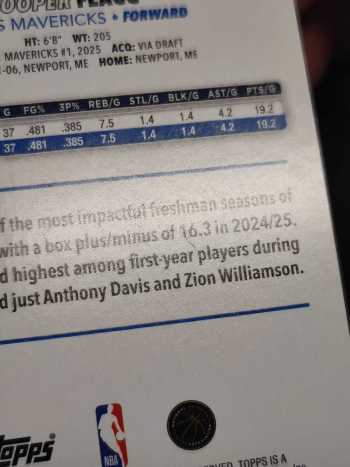 OOPER FLAGG
S MAVERICKS • FORWARD
HT: 6'8" WT: 205
MAVERICKS #1, 2025 ACQ: VIA DRAFT
-06, NEWPORT, ME HOME: NEWPORT, ME
G FG% 3P% REB/G STL/G BLK/G AST/G PTS/G
37 .481 .385 7.5 1.4 1.4 4.2 19.2
37 .481 .385 7.5 1.4 1.4 4.2 19.2
f the most impactful freshman seasons of
with a box plus/minus of 16.3 in 2024/25.
d highest among first-year players during
d just Anthony Davis and Zion Williamson.
topps
NBA
RVED. TOPPS IS A